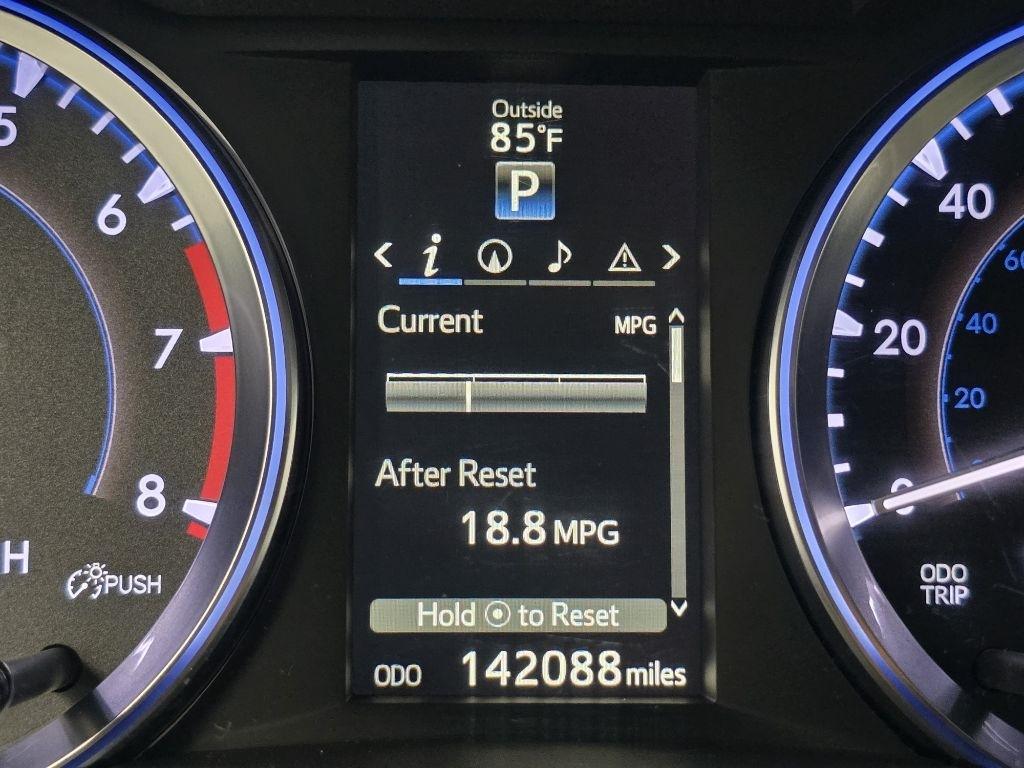 Outside
85°F
P
Current MPG
After Reset
18.8 MPG
Hold to Reset
ODO 142088 miles
5
6
7
8
H
PUSH
40
20
0
60
40
20
ODO
TRIP